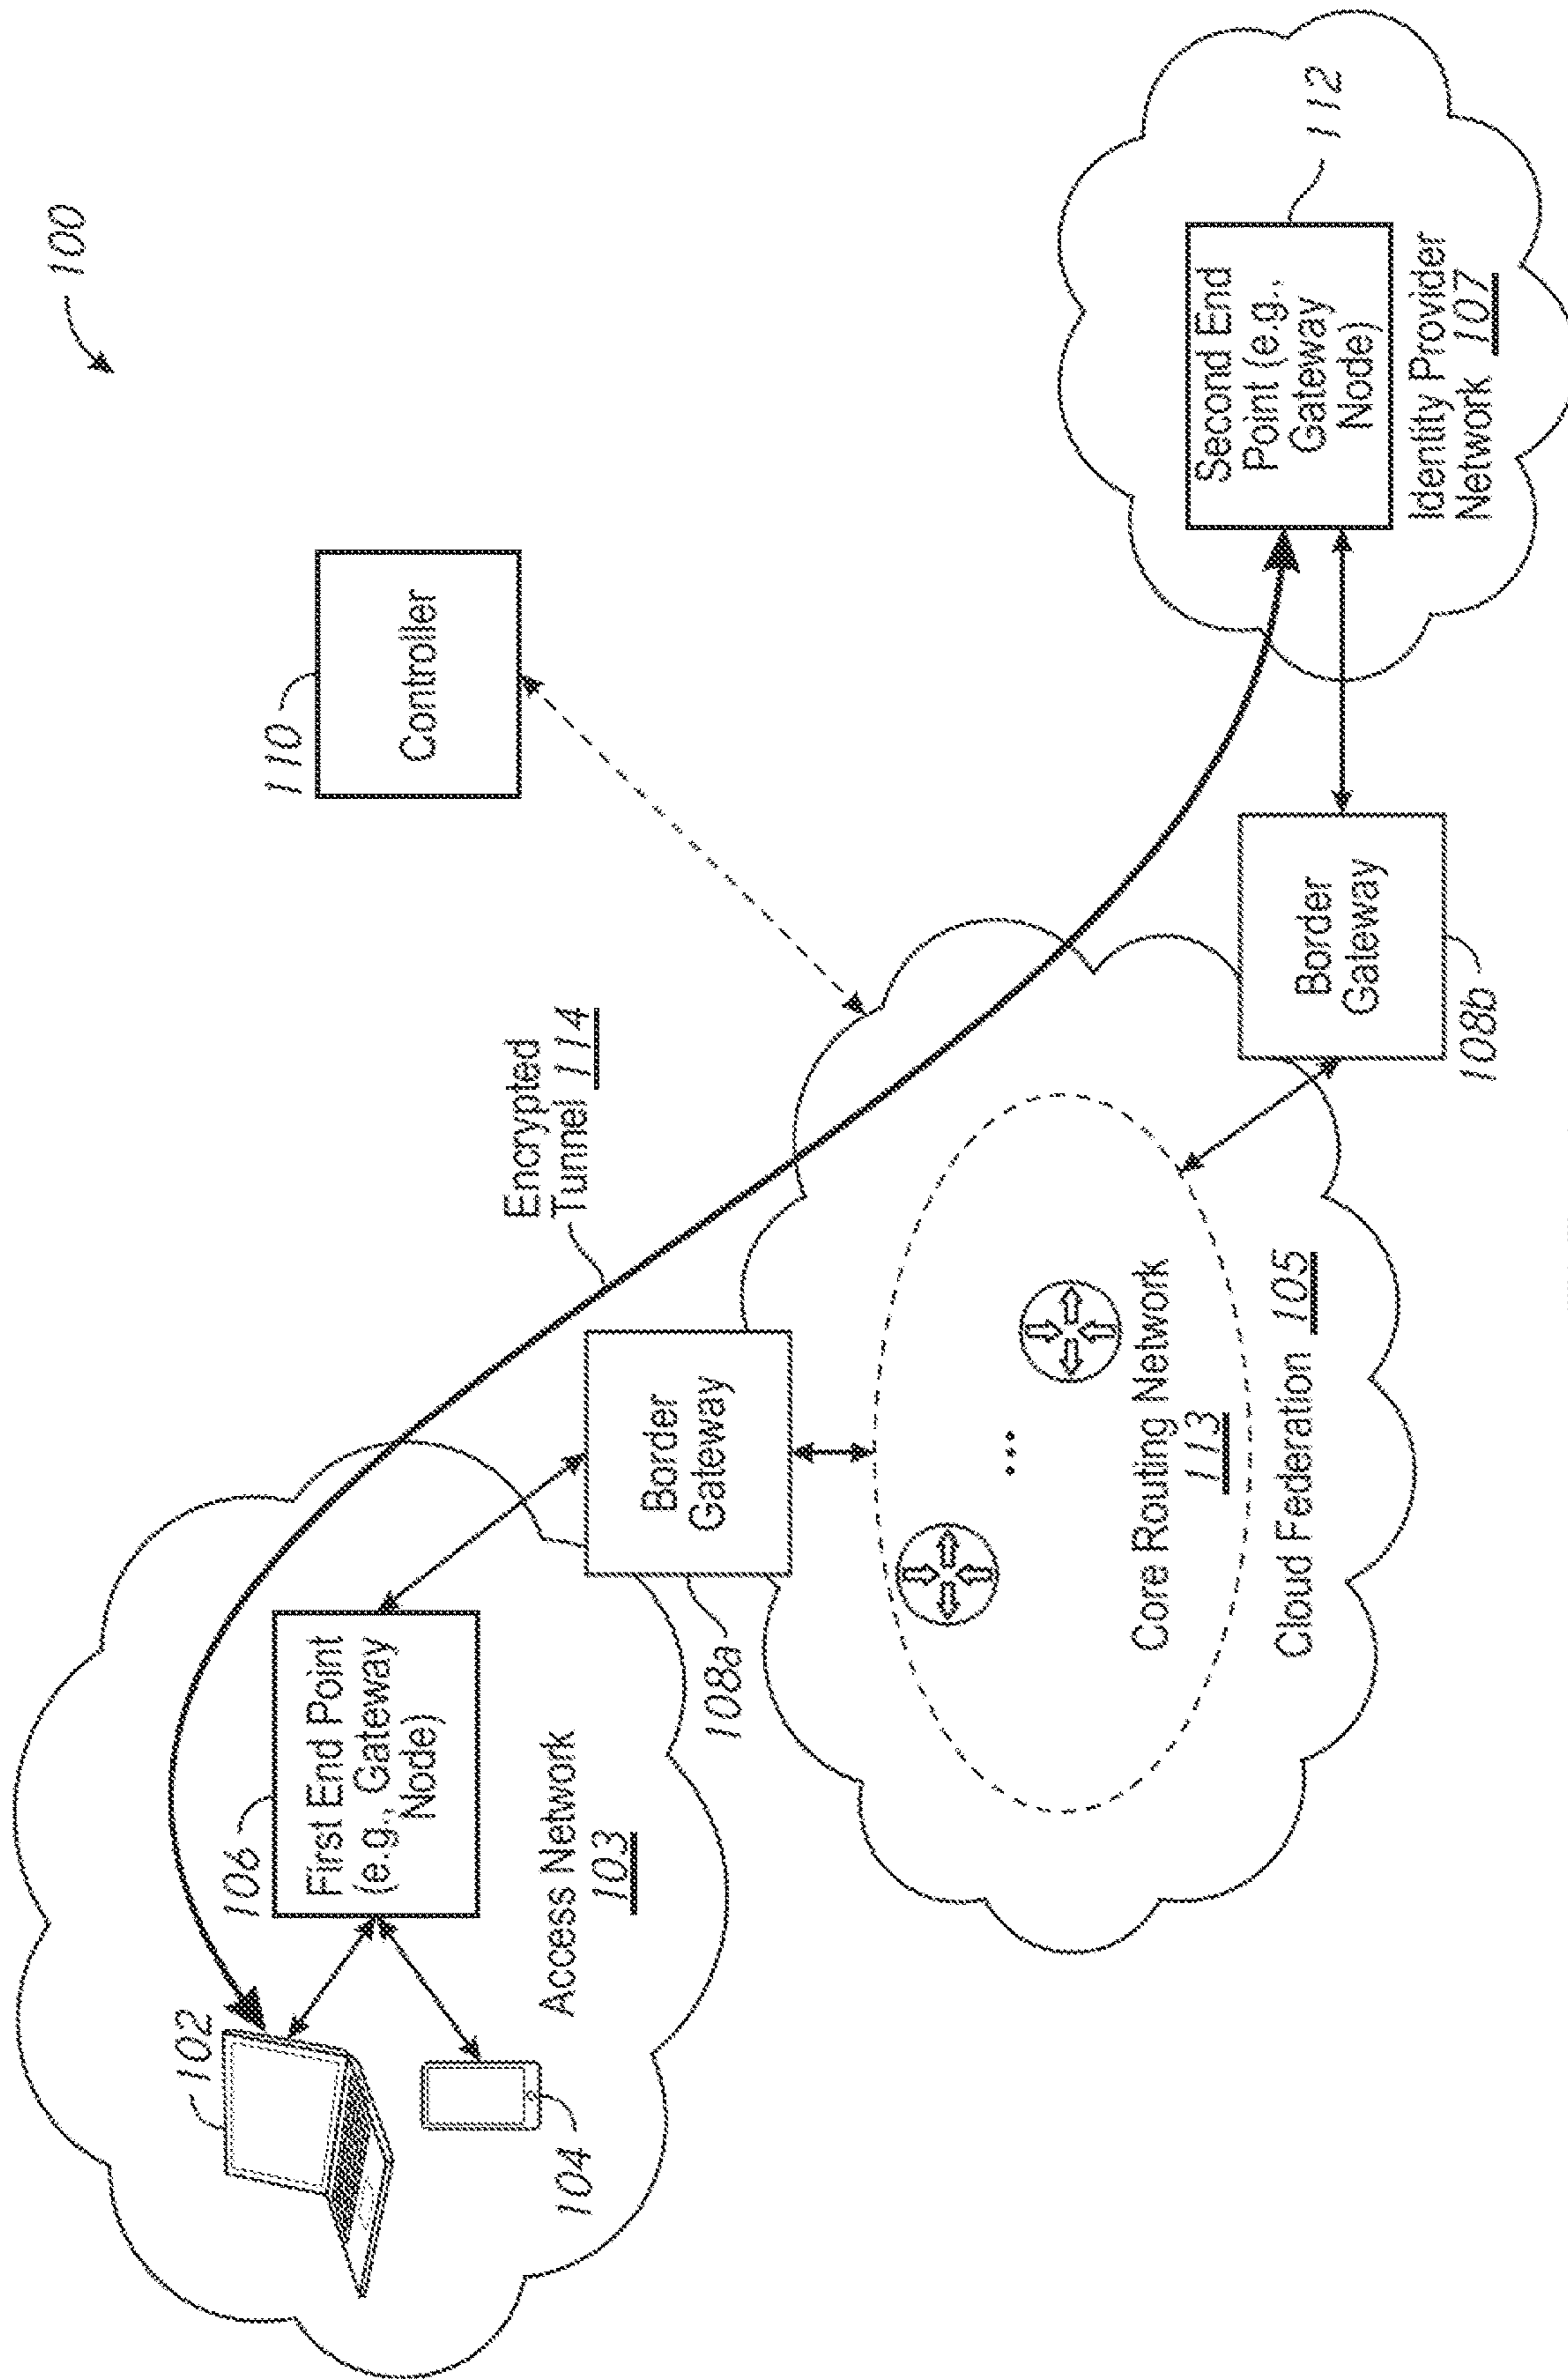 100
110
Controller
102
106
First End Point
(e.g., Gateway
Node)
104
Access Network
103
Encrypted
Tunnel 114
108a
Border
Gateway
Second End
Point (e.g.,
Gateway
Node)
112
Identity Provider
Network 107
Border
Gateway
108b
...
Core Routing Network
113
Cloud Federation 105